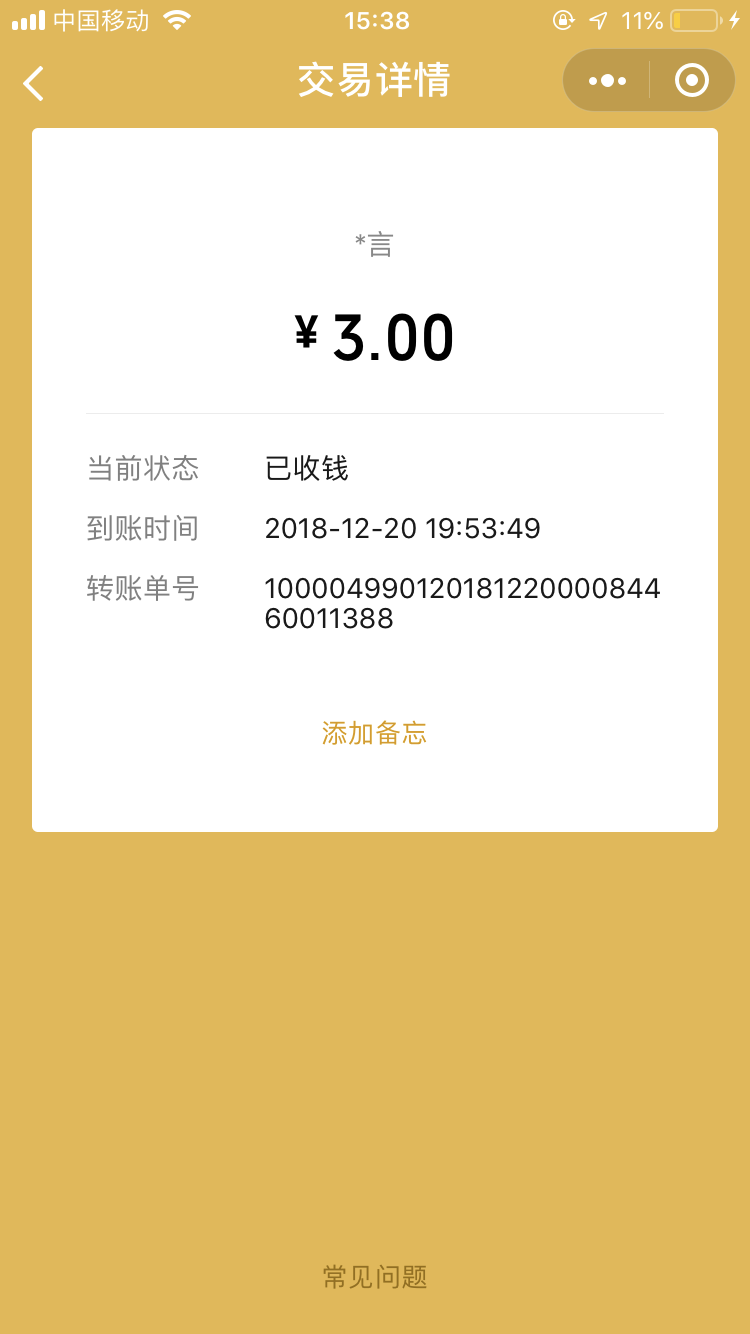 中国移动
15:38
11%
交易详情
*言
¥ 3.00
当前状态 已收钱
到账时间 2018-12-20 19:53:49
转账单号 1000049901201812200000844
60011388
添加备忘
常见问题